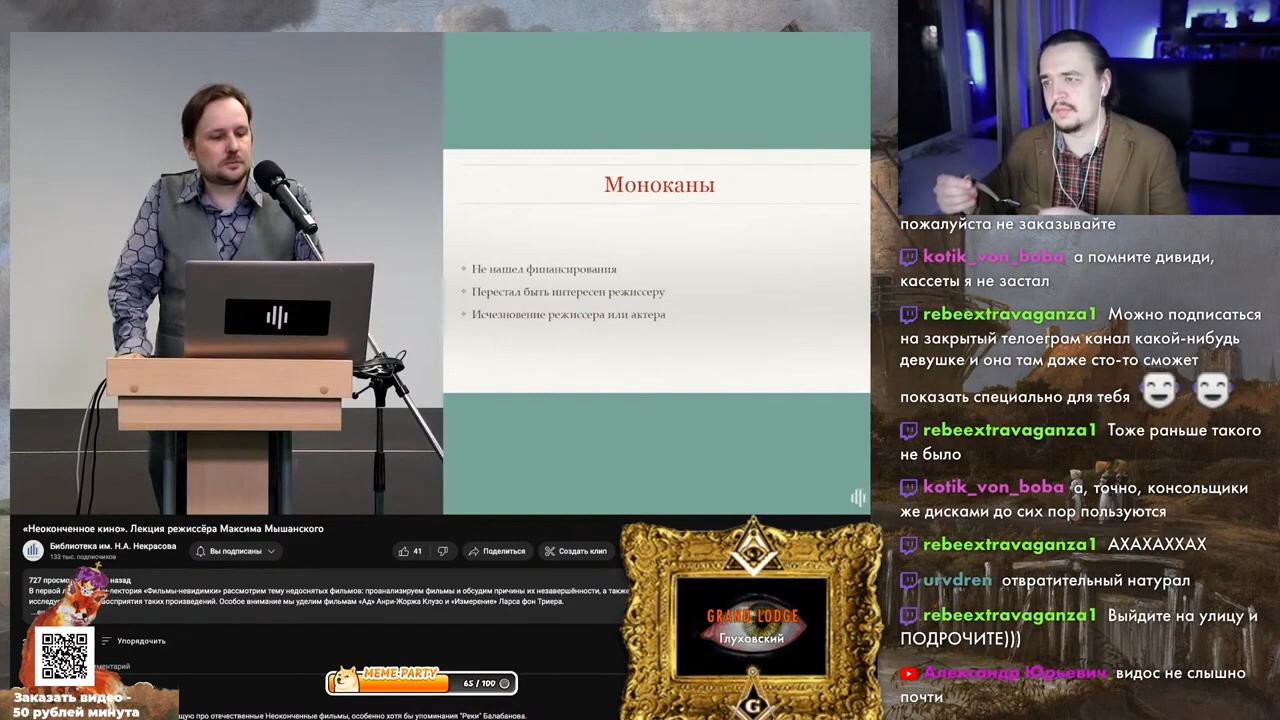 Моноканы
Не нашел финансирования
Перестал быть интересен режиссеру
Исчезновение режиссера или актера
«Неоконченное кино». Лекция режиссёра Максима Мышанского
Библиотека им. Н.А. Некрасова
133 тыс. подписчиков
Вы подписаны
41
Поделиться
Создать клип
727 просмо
назад
В первой
лектория «Фильмы-невидимки» рассмотрим тему недоснятых фильмов: проанализируем фильмы и обсудим причины их незавершённости, а также
исследу
восприятия таких произведений. Особое внимание мы уделим фильмам «Ад» Анри-Жоржа Клузо и «Измерение» Ларса фон Триера.
Упорядочить
Заказать видео -
50 рублей минута
MEME PARTY
65 / 100
GRAND LODGE
Глуховский
G
щую про отечественные Неоконченные фильмы, особенно хотя бы упоминания "Реки" Балабанова.
пожалуйста не заказывайте
kotik_von_boba а помните дивиди,
кассеты я не застал
rebeextravaganza1 Можно подписаться
на закрытый телоеграм канал какой-нибудь
девушке и она там даже сто-то сможет
показать специально для тебя
rebeextravaganza1 Тоже раньше такого
не было
kotik_von_boba а, точно, консольщики
же дисками до сих пор пользуются
rebeextravaganza1 АХАХАХХАХ
urvdren отвратительный натурал
rebeextravaganza1 Выйдите на улицу и
ПОДРОЧИТЕ)))
Александр Юрьевич видос не слышно
почти